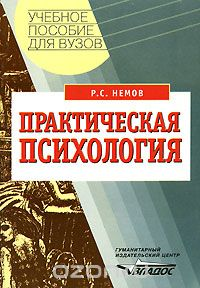 УЧЕБНОЕ
ПОСОБИЕ
ДЛЯ ВУЗОВ
Р.С. НЕМОВ
ПРАКТИЧЕСКАЯ
ПСИХОЛОГИЯ
ГУМАНИТАРНЫЙ
ИЗДАТЕЛЬСКИЙ ЦЕНТР
ВЛАДОС
ozon.ru